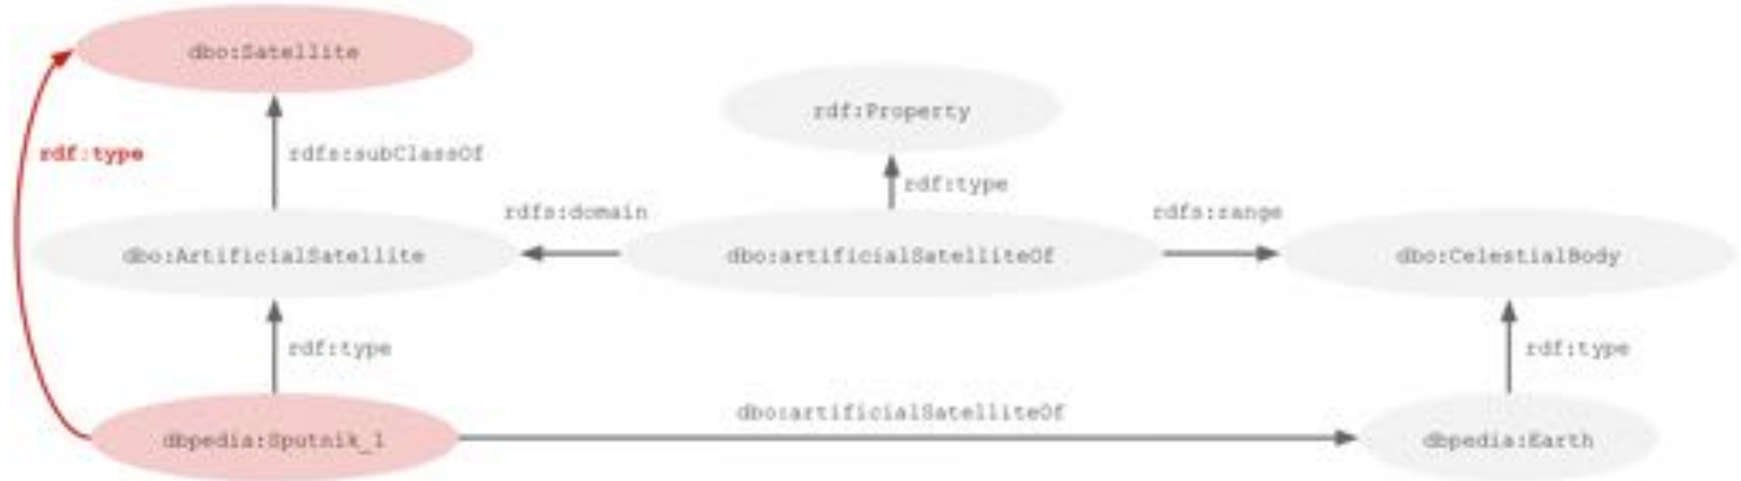 dbo:Satellite
rdf:Property
rdf:type
rdfs:subClassOf
rdf:type
rdfs:domain
rdfs:range
dbo:ArtificialSatellite
dbo:artificialSatelliteOf
dbo:CelestialBody
rdf:type
rdf:type
dbo:artificialSatelliteOf
dbpedia:Sputnik_1
dbpedia:Earth